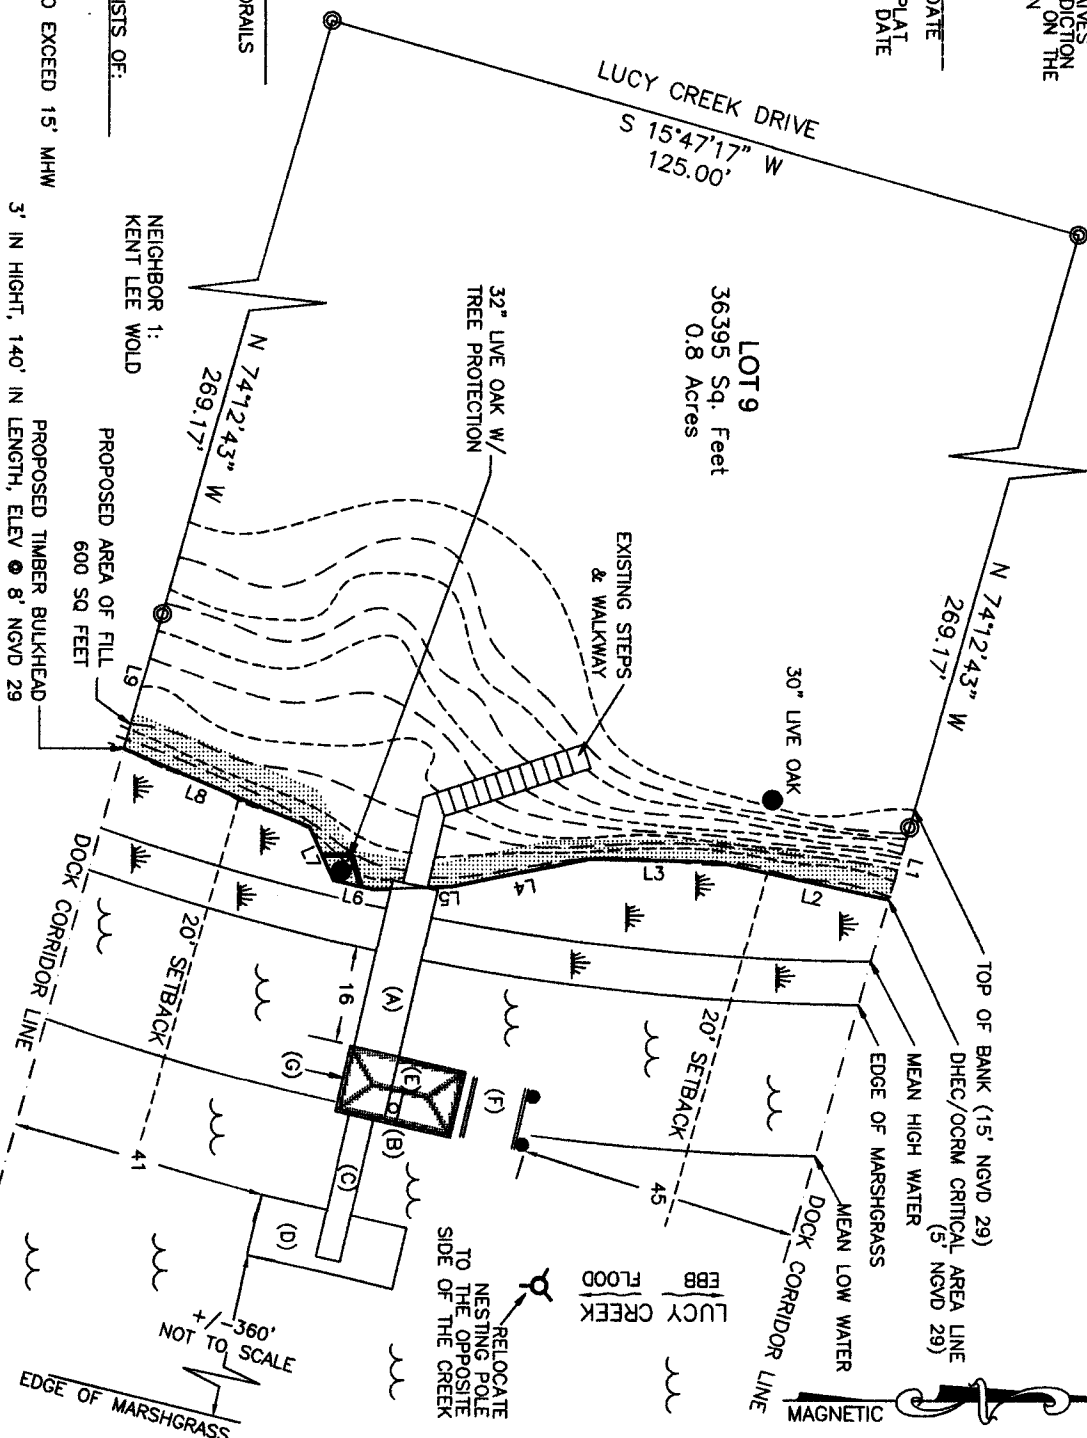 IVES
DICTION
ON THE
N
DATE
PLAT
DATE
DRAILS
ISTS OF:
O EXCEED 15' MHW
LUCY CREEK DRIVE
S 15°47'17" W
125.00'
LOT 9
36395 Sq. Feet
0.8 Acres
N 74°12'43" W
269.17'
N 74°12'43" W
269.17'
NEIGHBOR 1:
KENT LEE WOLD
32" LIVE OAK W/
TREE PROTECTION
EXISTING STEPS
& WALKWAY
30" LIVE OAK
PROPOSED AREA OF FILL
600 SQ FEET
PROPOSED TIMBER BULKHEAD
3' IN HIGHT, 140' IN LENGTH, ELEV @ 8' NGVD 29
L1
L2
L3
L4
L5
L6
L7
L8
L9
TOP OF BANK (15' NGVD 29)
DHEC/OCRM CRITICAL AREA LINE
(5' NGVD 29)
MEAN HIGH WATER
EDGE OF MARSHGRASS
MEAN LOW WATER
DOCK CORRIDOR LINE
20' SETBACK
DOCK CORRIDOR LINE
20' SETBACK
16
(A)
(B)
(C)
(D)
(E)
(F)
(G)
45
41
LUCY CREEK
EBB
FLOOD
RELOCATE
NESTING POLE
TO THE OPPOSITE
SIDE OF THE CREEK
+/-360'
NOT TO SCALE
EDGE OF MARSHGRASS
MAGNETIC